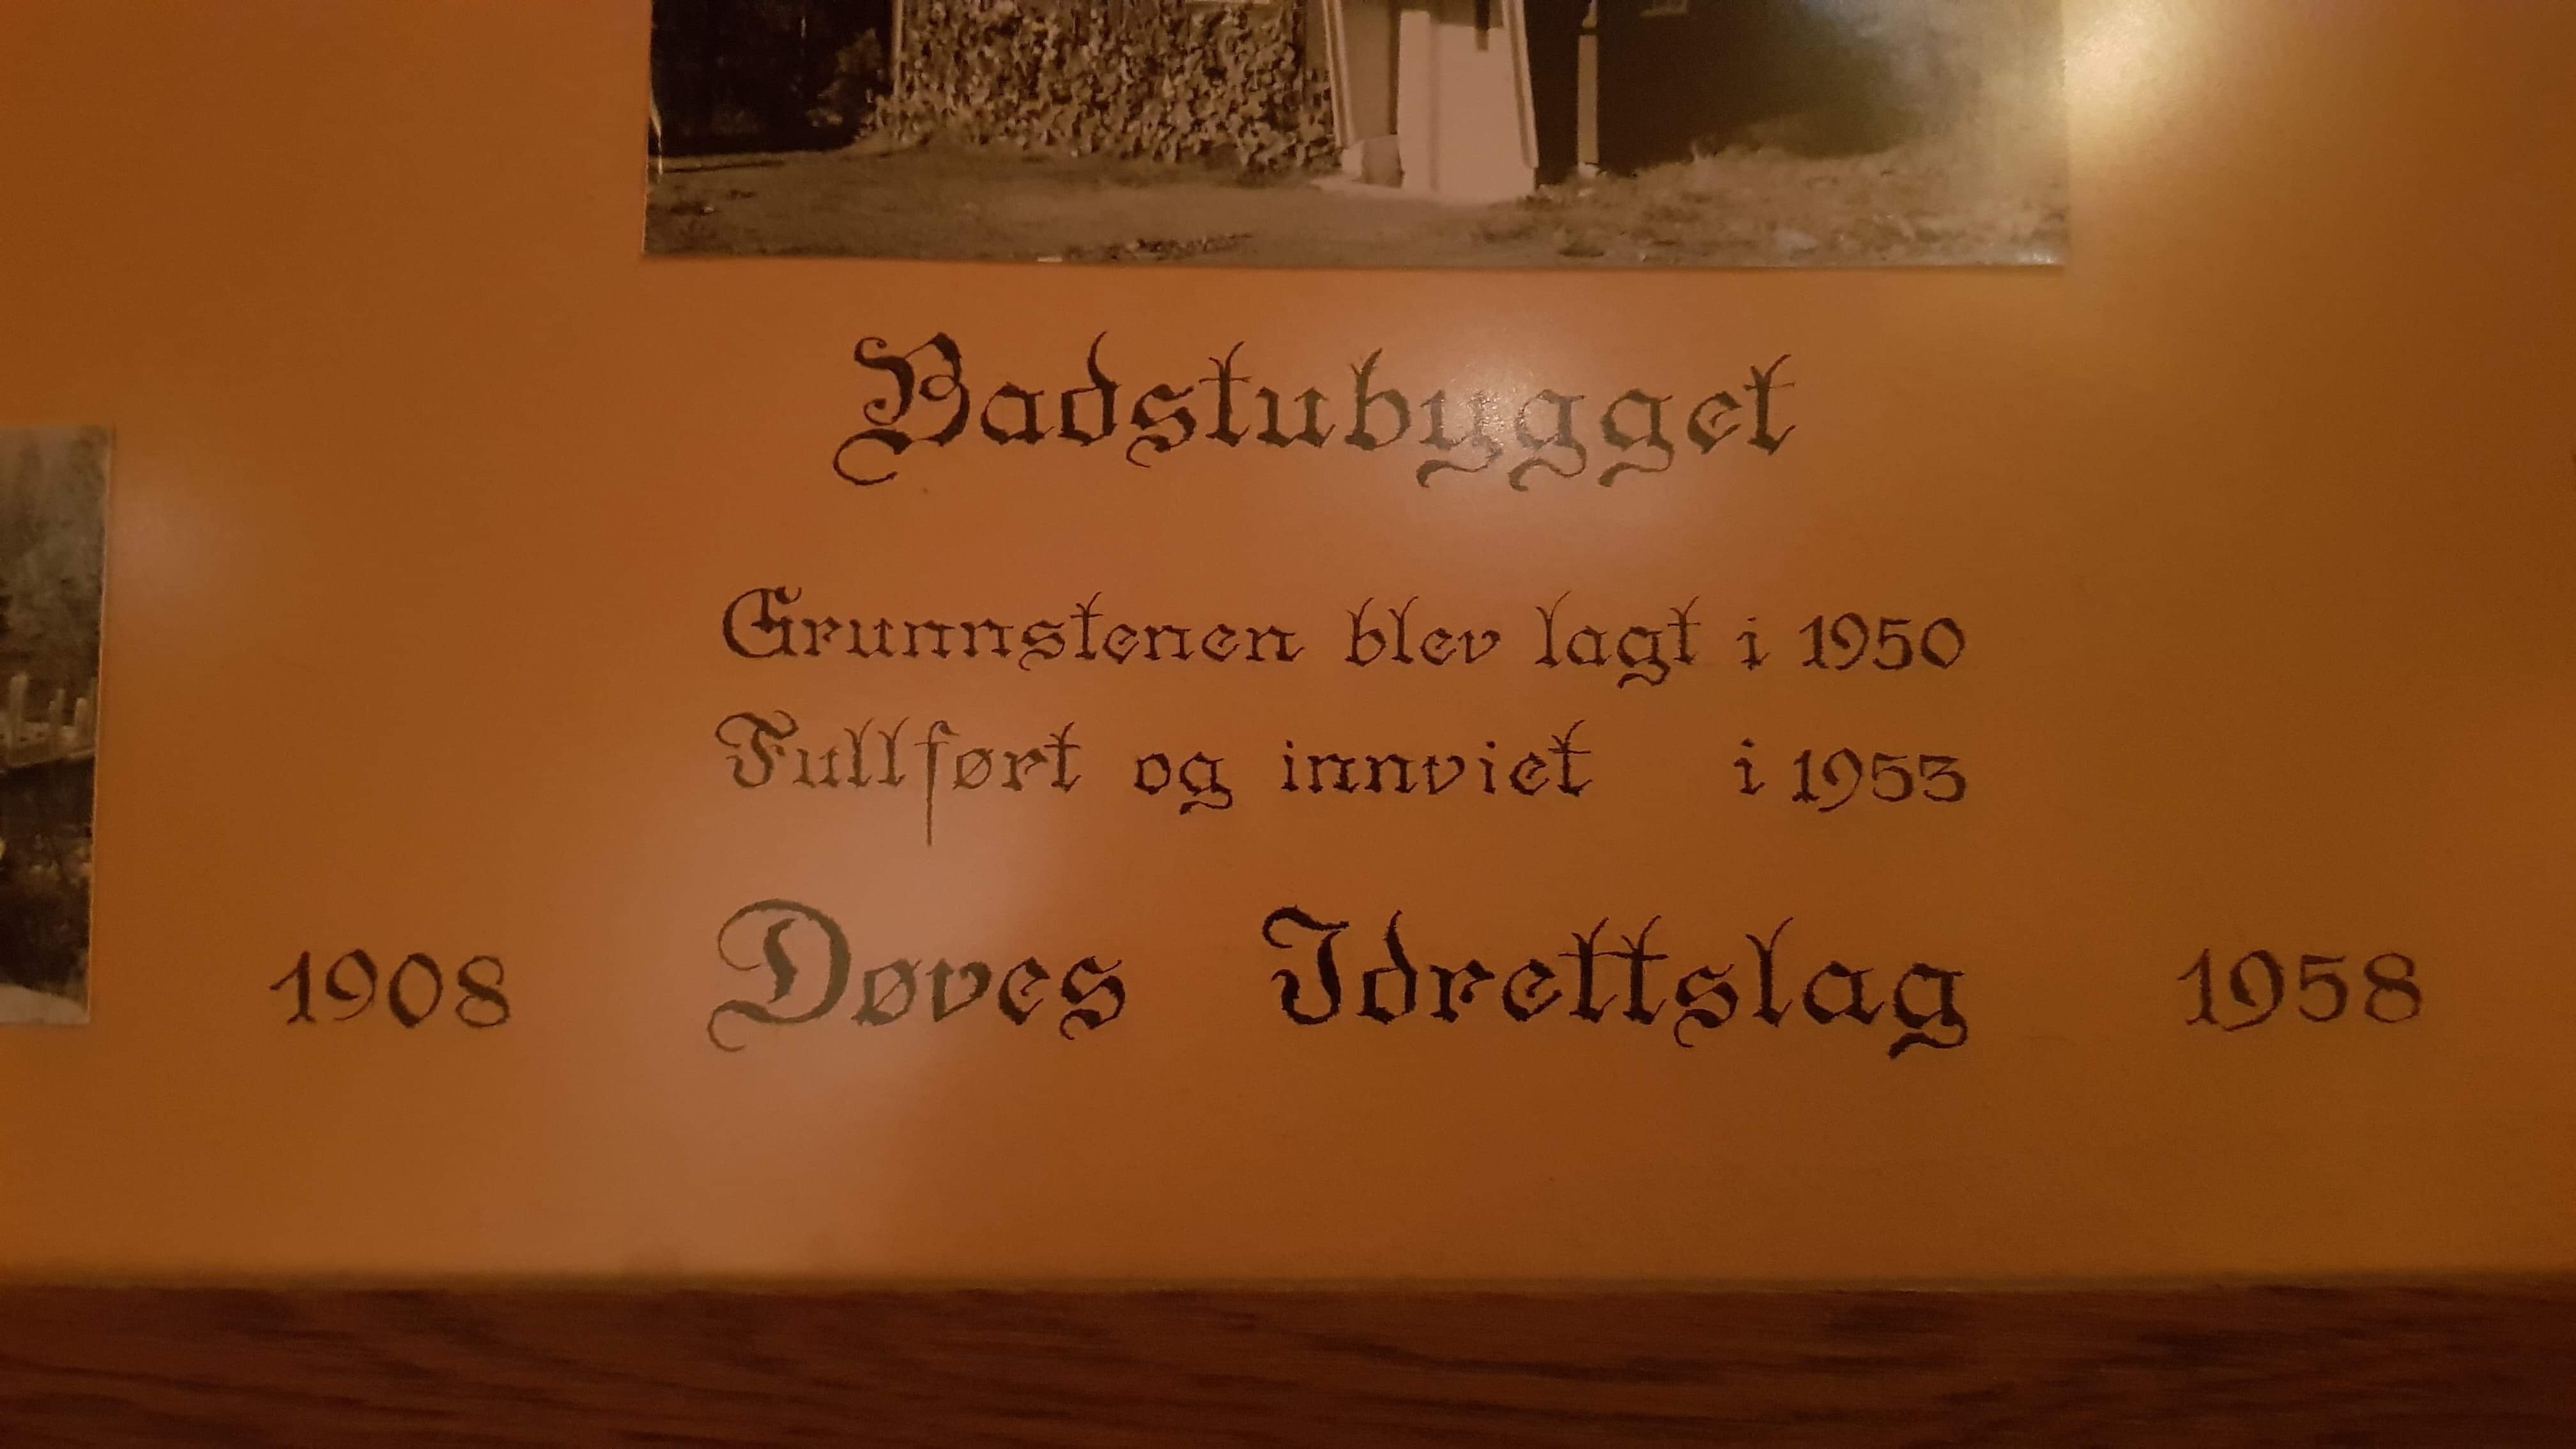 Badstubygget
Grunnstenen blev lagt i 1950
Fullført og innviet i 1953
1908 Døves Idrettslag 1958